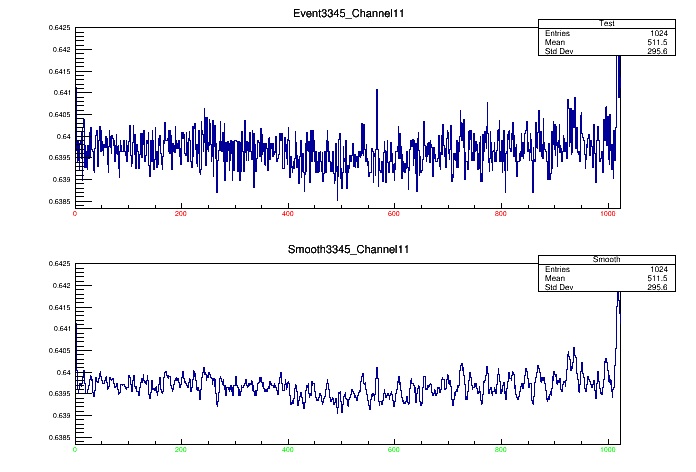 Event3345_Channel11
Test
Entries 1024
Mean 511.5
Std Dev 295.6
0.6425
0.642
0.6415
0.641
0.6405
0.64
0.6395
0.639
0.6385
0 200 400 600 800 1000
Smooth3345_Channel11
Smooth
Entries 1024
Mean 511.5
Std Dev 295.6
0.6425
0.642
0.6415
0.641
0.6405
0.64
0.6395
0.639
0.6385
0 200 400 600 800 1000